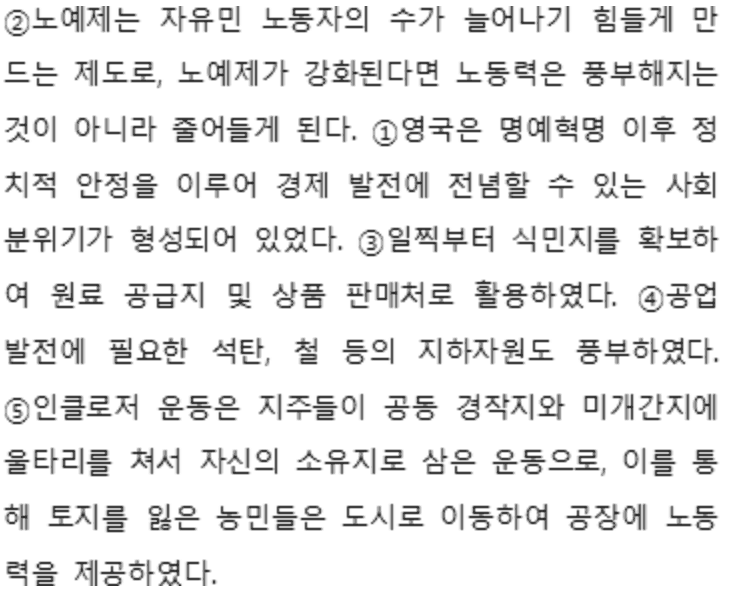 ②노예제는 자유민 노동자의 수가 늘어나기 힘들게 만
드는 제도로, 노예제가 강화된다면 노동력은 풍부해지는
것이 아니라 줄어들게 된다. ①영국은 명예혁명 이후 정
치적 안정을 이루어 경제 발전에 전념할 수 있는 사회
분위기가 형성되어 있었다. ③일찍부터 식민지를 확보하
여 원료 공급지 및 상품 판매처로 활용하였다. ④공업
발전에 필요한 석탄, 철 등의 지하자원도 풍부하였다.
⑤인클로저 운동은 지주들이 공동 경작지와 미개간지에
울타리를 쳐서 자신의 소유지로 삼은 운동으로, 이를 통
해 토지를 잃은 농민들은 도시로 이동하여 공장에 노동
력을 제공하였다.